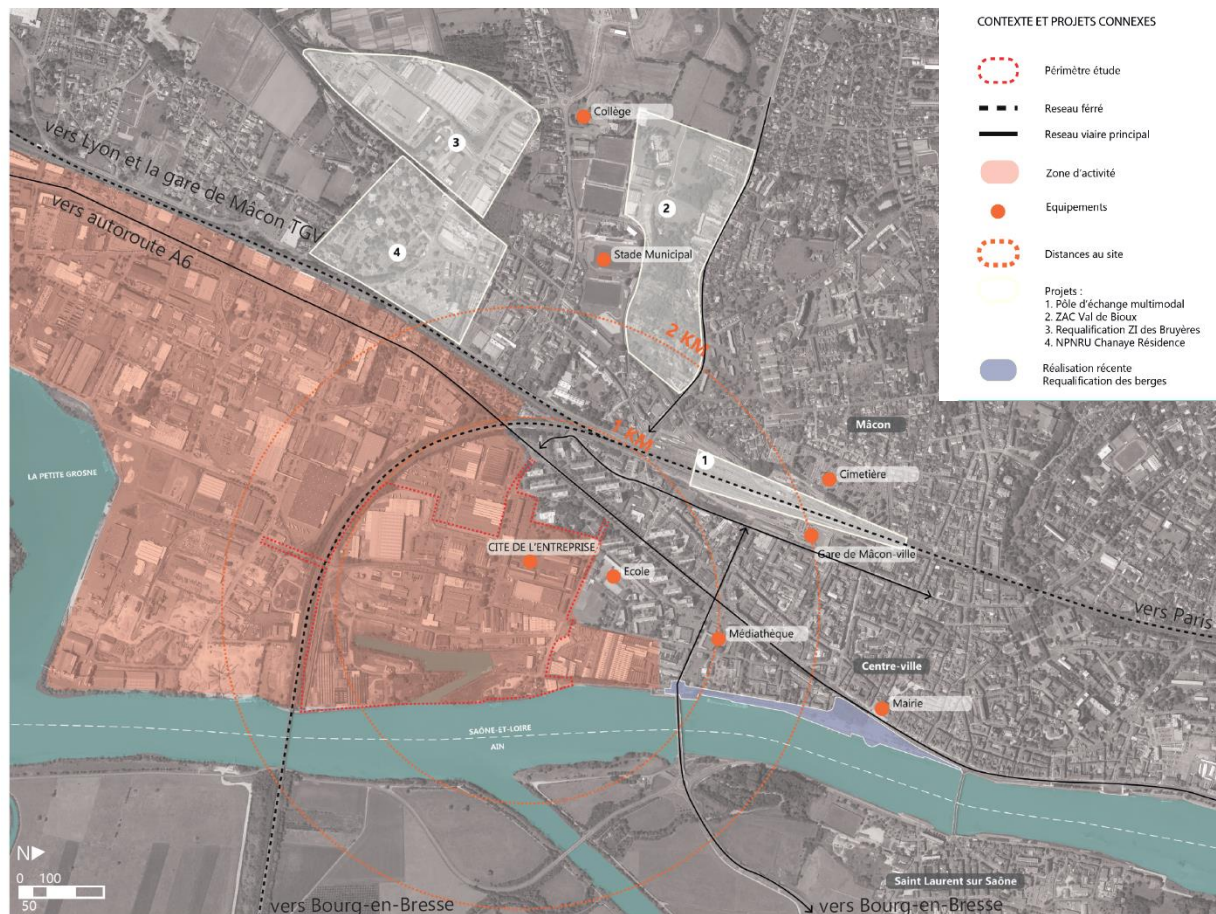 CONTEXTE ET PROJETS CONNEXES
Périmètre étude
Reseau férré
Reseau viaire principal
Zone d'activité
Equipements
Distances au site
Projets :
1. Pôle d'échange multimodal
2. ZAC Val de Bioux
3. Requalification ZI des Bruyères
4. NPNRU Chanaye Résidence
Réalisation récente
Requalification des berges
Collège
3
2
4
vers Lyon et la gare de Mâcon TGV
vers autoroute A6
Stade Municipal
2 KM
1 KM
Mâcon
1
Cimetière
LA PETITE GROSNE
CITE DE L'ENTREPRISE
Gare de Mâcon-ville
Ecole
vers Paris
Médiathèque
Centre-ville
Mairie
SAÔNE-ET-LOIRE
AIN
N
0 100
50
Saint Laurent sur Saône
vers Bourg-en-Bresse
vers Bourg-en-Bresse